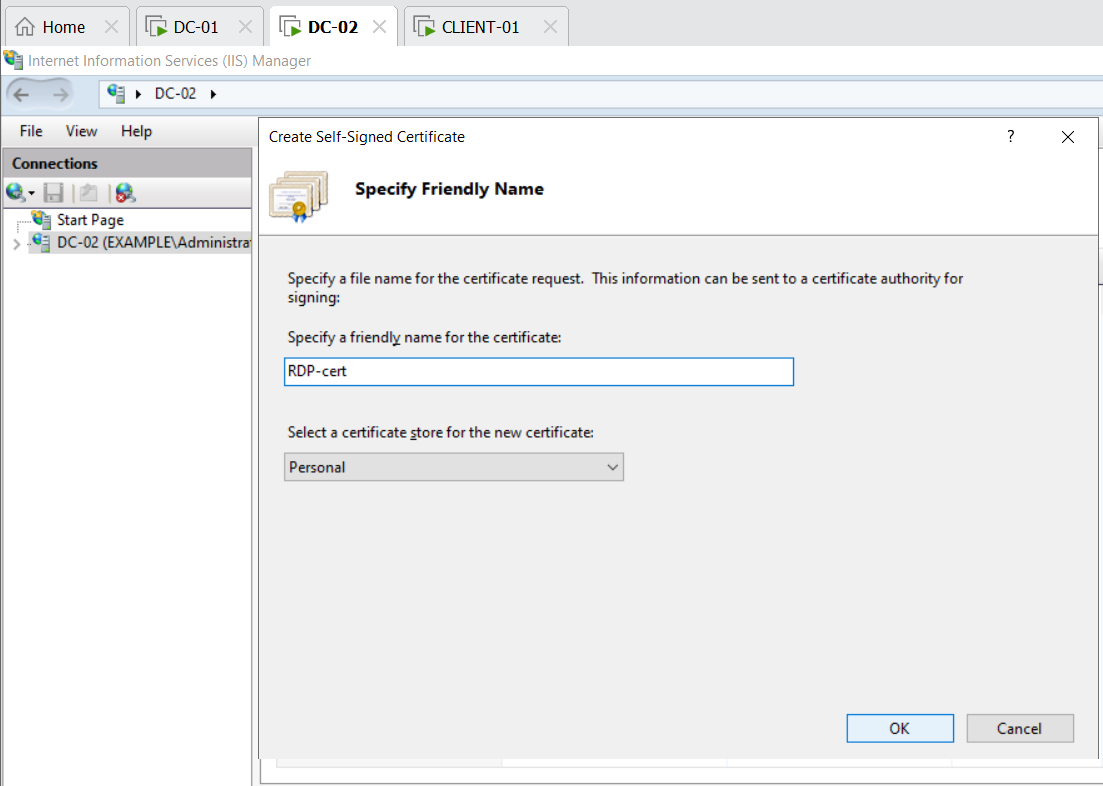 Home DC-01 DC-02 CLIENT-01
Internet Information Services (IIS) Manager
DC-02
File View Help
Create Self-Signed Certificate ?
Connections
Specify Friendly Name
Start Page
DC-02 (EXAMPLE\Administra
Specify a file name for the certificate request. This information can be sent to a certificate authority for
signing:
Specify a friendly name for the certificate:
RDP-cert
Select a certificate store for the new certificate:
Personal
OK Cancel